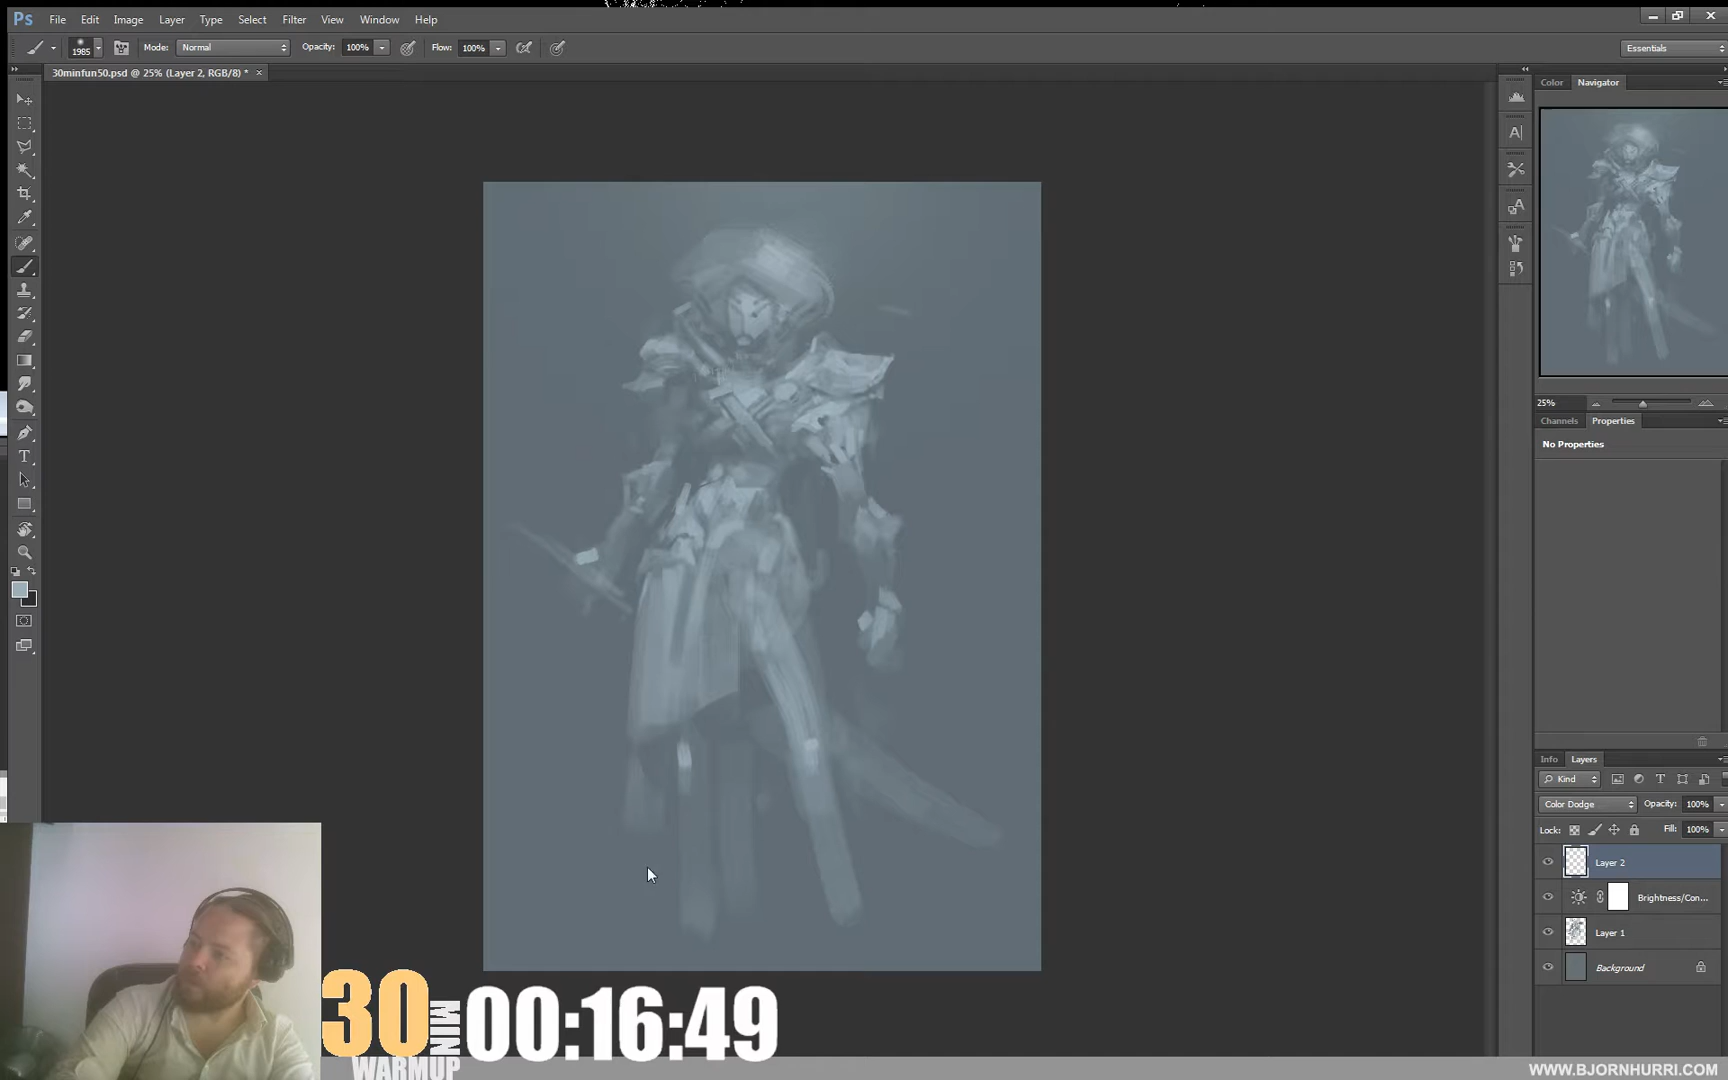 Ps File Edit Image Layer Type Select Filter View Window Help
1985 Mode: Normal Opacity: 100% Flow: 100% Essentials
30minfun50.psd @ 25% (Layer 2, RGB/8) *
Color Navigator
25%
Channels Properties
No Properties
Info Layers
Kind
Color Dodge Opacity: 100%
Lock: Fill: 100%
Layer 2
Brightness/Con...
Layer 1
Background
30 MIN WARMUP
00:16:49
WWW.BJORNHURRI.COM